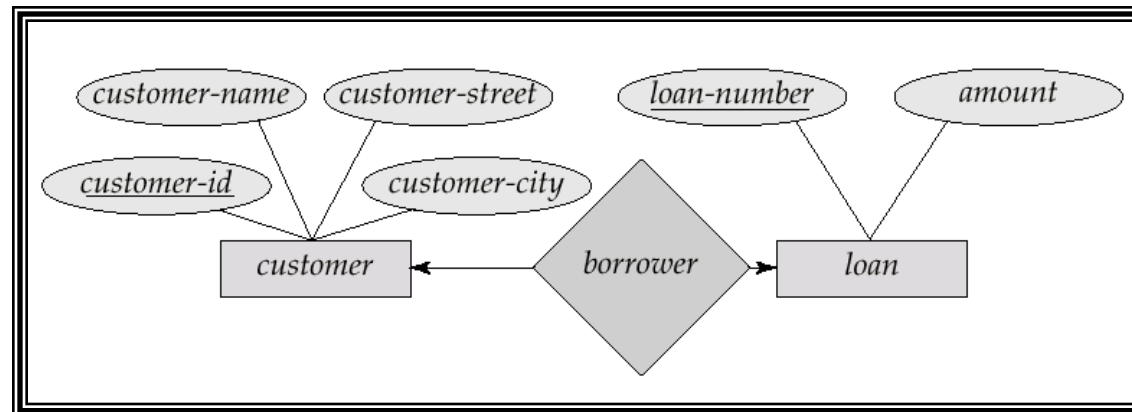 customer-name customer-street loan-number amount
customer-id customer-city
customer borrower loan